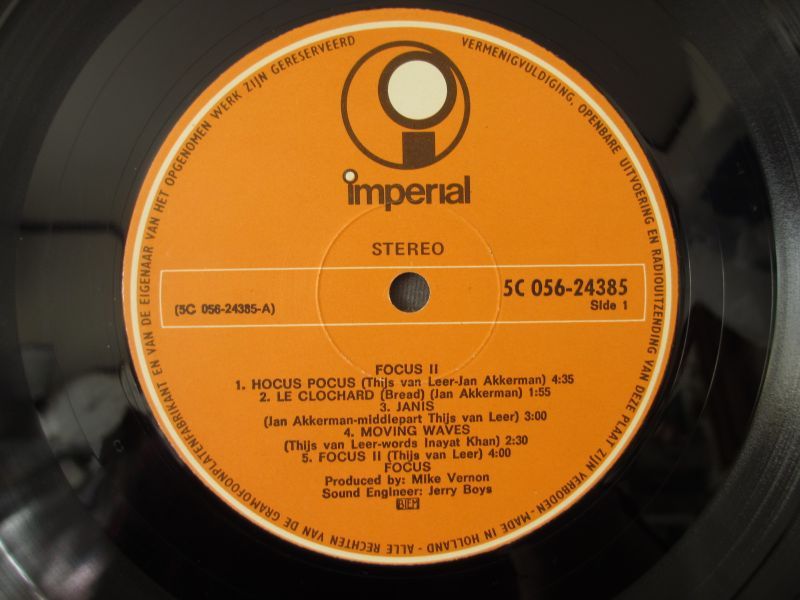 imperial
STEREO
5C 056-24385
Side 1
(5C 056-24385-A)
FOCUS II
1. HOCUS POCUS (Thijs van Leer-Jan Akkerman) 4:35
2. LE CLOCHARD (Bread) (Jan Akkerman) 1:55
3. JANIS
(Jan Akkerman-middlepart Thijs van Leer) 3:00
4. MOVING WAVES
(Thijs van Leer-words Inayat Khan) 2:30
5. FOCUS II (Thijs van Leer) 4:00
FOCUS
Produced by: Mike Vernon
Sound Engineer: Jerry Boys
BIEM
ALLE RECHTEN VAN DE GRAMOFOONPLATENFABRIKANT EN VAN DE EIGENAAR VAN HET OPGENOMEN WERK ZIJN GERESERVEERD
VERMENIGVULDIGING, OPENBARE UITVOERING EN RADIOUITZENDING VAN DEZE PLAAT ZIJN VERBODEN - MADE IN HOLLAND -